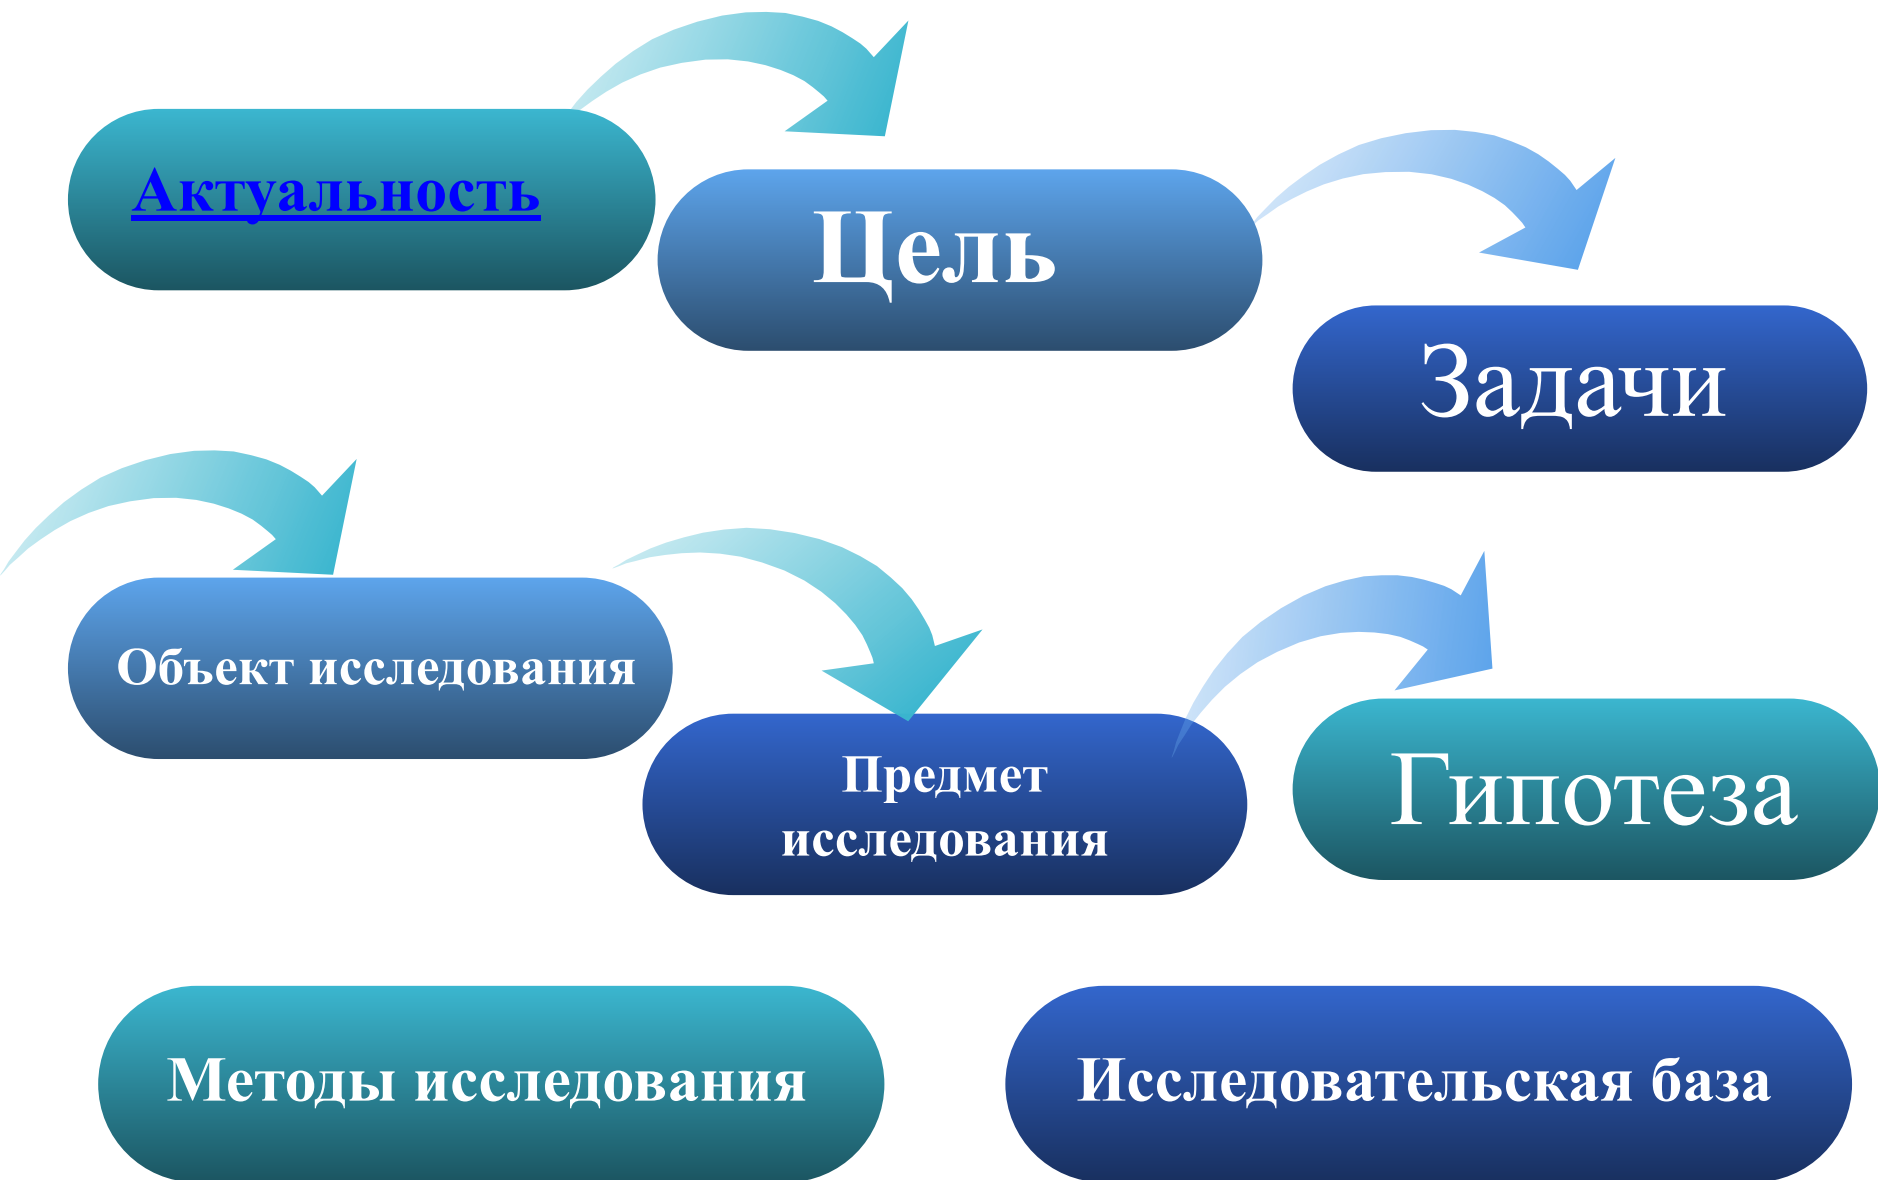 Актуальность
Цель
Задачи
Объект исследования
Предмет
исследования
Гипотеза
Методы исследования
Исследовательская база